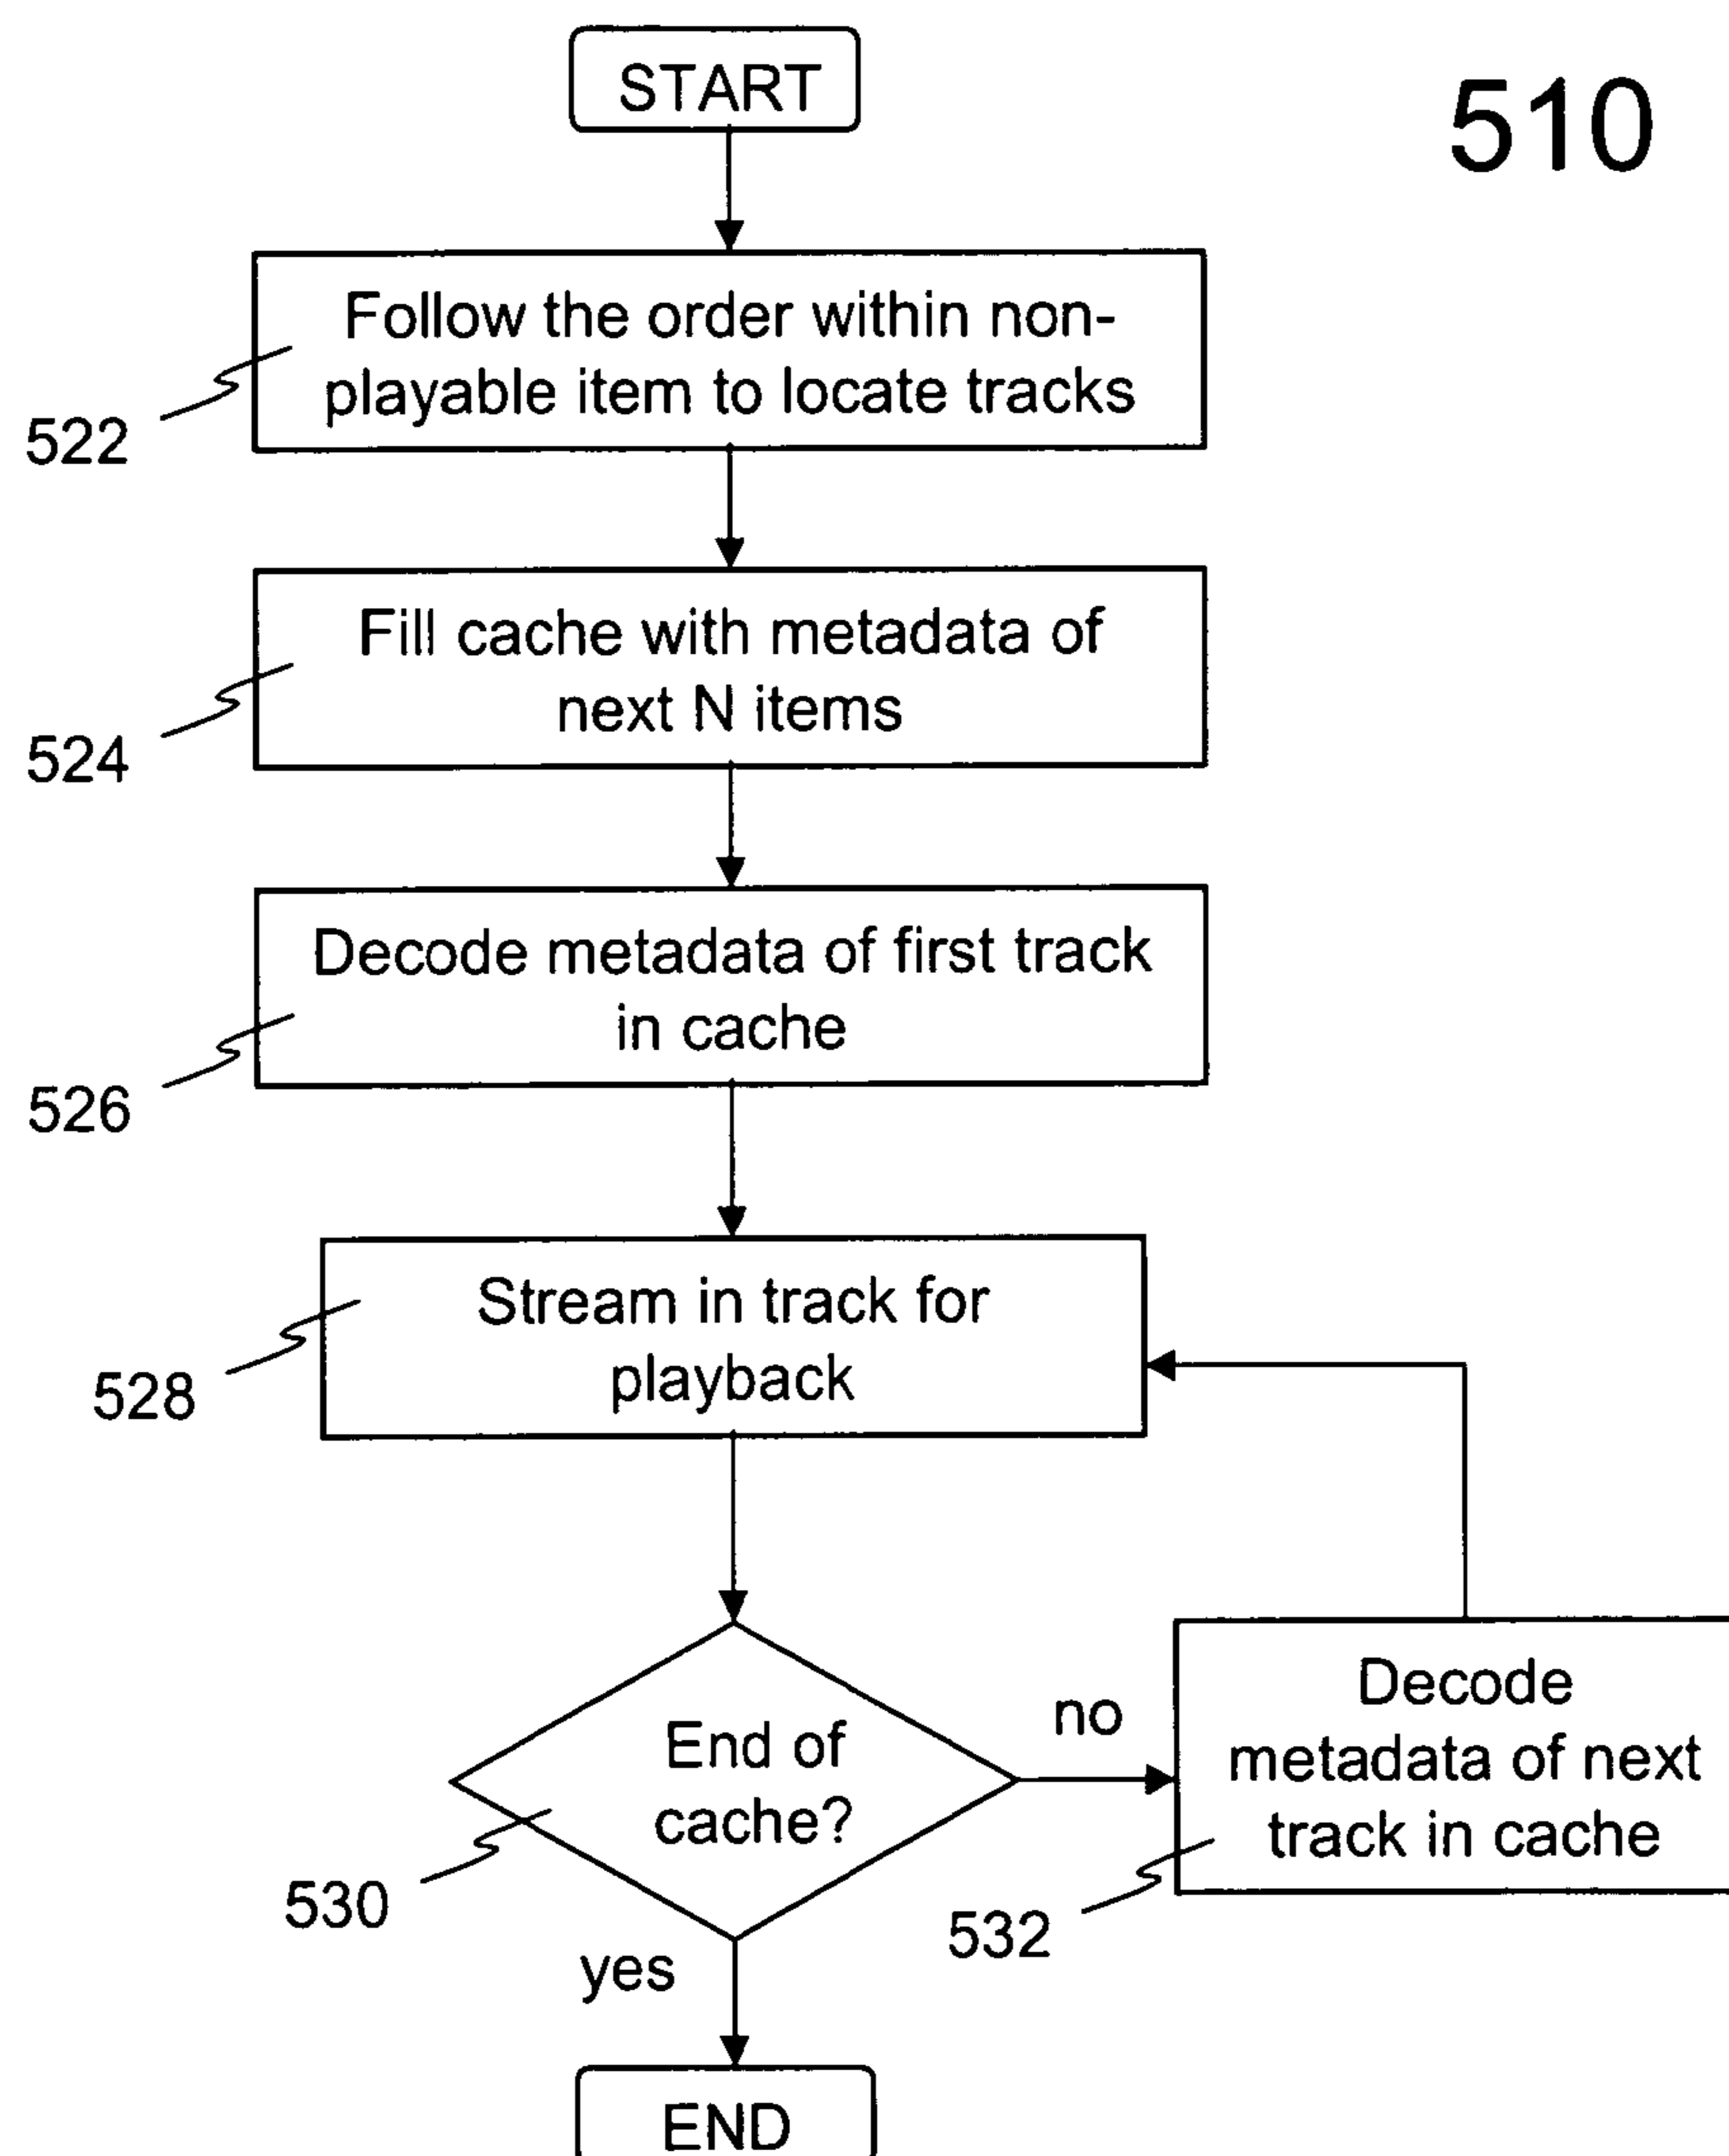 START
510
Follow the order within non-
playable item to locate tracks
522
Fill cache with metadata of
next N items
524
Decode metadata of first track
in cache
526
Stream in track for
playback
528
End of
cache?
530
no
Decode
metadata of next
track in cache
532
yes
END